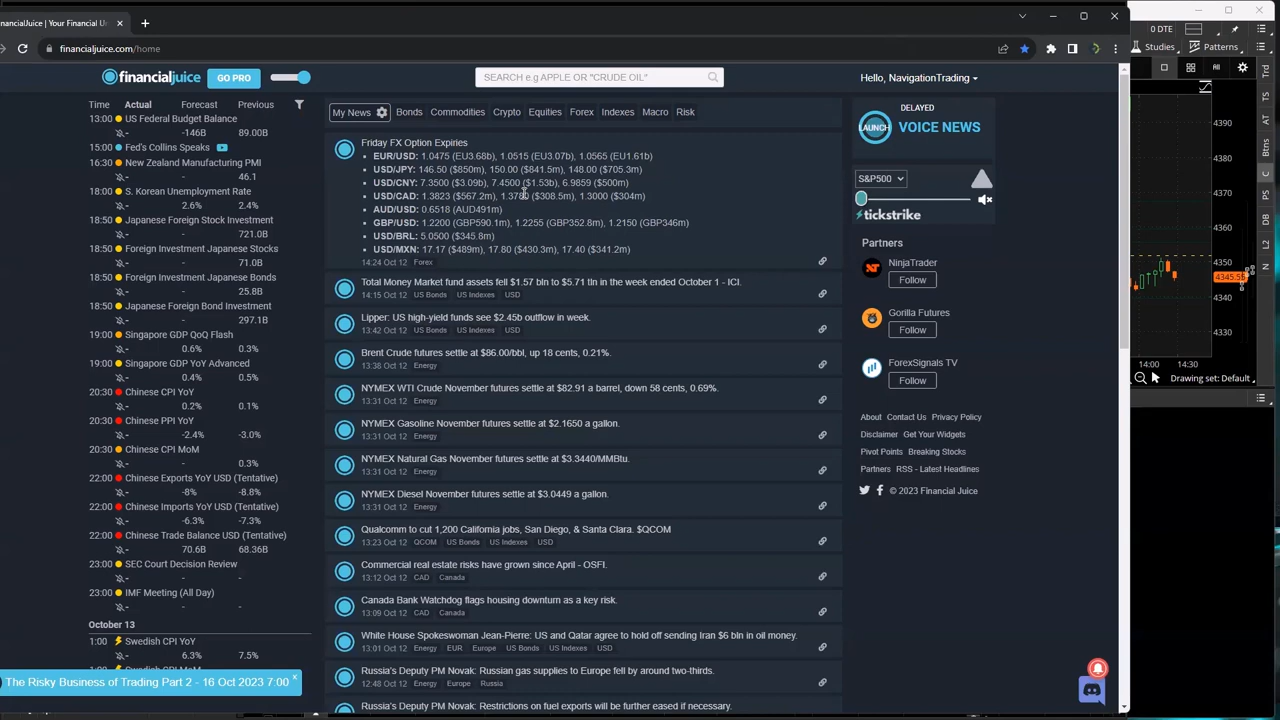 nancialJuice | Your Financial Ju
financialjuice.com/home
financialjuice
GO PRO
SEARCH E.g APPLE OR "CRUDE OIL"
Hello, NavigationTrading
Time Actual Forecast Previous
13:00 US Federal Budget Balance
-146B 89.00B
15:00 Fed's Collins Speaks
16:30 New Zealand Manufacturing PMI
46.1
18:00 S. Korean Unemployment Rate
2.6% 2.4%
18:50 Japanese Foreign Stock Investment
721.0B
18:50 Foreign Investment Japanese Stocks
71.0B
18:50 Foreign Investment Japanese Bonds
25.8B
18:50 Japanese Foreign Bond Investment
297.1B
19:00 Singapore GDP QoQ Flash
0.6% 0.3%
19:00 Singapore GDP YoY Advanced
0.4% 0.5%
20:30 Chinese CPI YoY
0.2% 0.1%
20:30 Chinese PPI YoY
-2.4% -3.0%
20:30 Chinese CPI MoM
0.3%
22:00 Chinese Exports YoY USD (Tentative)
-8% -8.8%
22:00 Chinese Imports YoY USD (Tentative)
-6.3% -7.3%
22:00 Chinese Trade Balance USD (Tentative)
70.6B 68.36B
23:00 SEC Court Decision Review
- -
23:00 IMF Meeting (All Day)
- -
October 13
1:00 Swedish CPI YoY
6.3% 7.5%
1:00 Swedish CPI MoM
The Risky Business of Trading Part 2 - 16 Oct 2023 7:00 x
My News Bonds Commodities Crypto Equities Forex Indexes Macro Risk
Friday FX Option Expiries
EUR/USD: 1.0475 (EU3.68b), 1.0515 (EU3.07b), 1.0565 (EU1.61b)
USD/JPY: 146.50 ($850m), 150.00 ($841.5m), 148.00 ($705.3m)
USD/CNY: 7.3500 ($3.09b), 7.4500 ($1.53b), 6.9859 ($500m)
USD/CAD: 1.3823 ($567.2m), 1.3780 ($308.5m), 1.3000 ($304m)
AUD/USD: 0.6518 (AUD491m)
GBP/USD: 1.2200 (GBP590.1m), 1.2255 (GBP352.8m), 1.2150 (GBP346m)
USD/BRL: 5.0500 ($345.8m)
USD/MXN: 17.17 ($489m), 17.80 ($430.3m), 17.40 ($341.2m)
14:24 Oct 12 Forex
Total Money Market fund assets fell $1.57 bln to $5.71 tln in the week ended October 1 - ICI.
14:15 Oct 12 US Bonds US Indexes USD
Lipper: US high-yield funds see $2.45b outflow in week.
13:42 Oct 12 US Bonds US Indexes USD
Brent Crude futures settle at $86.00/bbl, up 18 cents, 0.21%.
13:38 Oct 12 Energy
NYMEX WTI Crude November futures settle at $82.91 a barrel, down 58 cents, 0.69%.
13:31 Oct 12 Energy
NYMEX Gasoline November futures settle at $2.1650 a gallon.
13:31 Oct 12 Energy
NYMEX Natural Gas November futures settle at $3.3440/MMBtu.
13:31 Oct 12 Energy
NYMEX Diesel November futures settle at $3.0449 a gallon.
13:31 Oct 12 Energy
Qualcomm to cut 1,200 California jobs, San Diego, & Santa Clara. $QCOM
13:23 Oct 12 QCOM US Bonds US Indexes USD
Commercial real estate risks have grown since April - OSFI.
13:12 Oct 12 CAD Canada
Canada Bank Watchdog flags housing downturn as a key risk.
13:09 Oct 12 CAD Canada
White House Spokeswoman Jean-Pierre: US and Qatar agree to hold off sending Iran $6 bln in oil money.
13:01 Oct 12 Energy EUR Europe US Bonds US Indexes USD
Russia's Deputy PM Novak: Russian gas supplies to Europe fell by around two-thirds.
12:48 Oct 12 Energy Europe Russia
Russia's Deputy PM Novak: Restrictions on fuel exports will be further eased if necessary.
DELAYED
LAUNCH VOICE NEWS
S&P500
tickstrike
Partners
NinjaTrader
Follow
Gorilla Futures
Follow
ForexSignals TV
Follow
About Contact Us Privacy Policy
Disclaimer Get Your Widgets
Pivot Points Breaking Stocks
Partners RSS - Latest Headlines
© 2023 Financial Juice
0 DTE
Studies Patterns
All
4390
4380
4370
4360
4350
4345.55
4340
4330
14:00 14:30
Drawing set: Default
Trd
TS
AT
Btns
C
PG
TS
L2
LVB
N